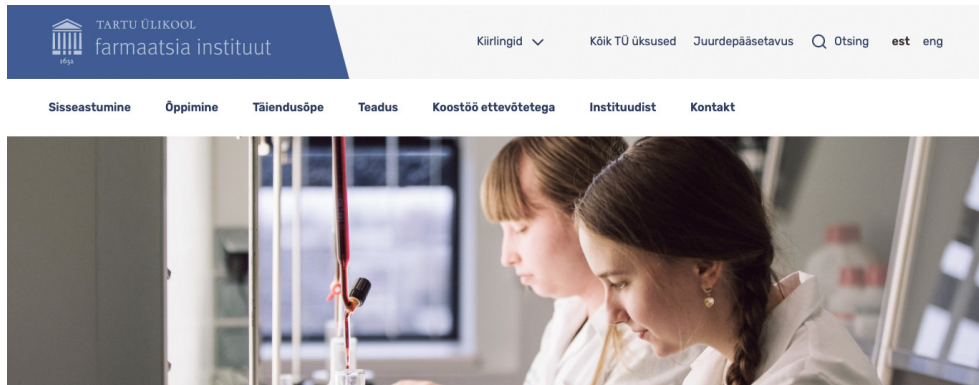 TARTU ÜLIKOOL
farmaatsia instituut
1632
Kiirlingid Kõik TÜ üksused Juurdepääsetavus Otsing est eng
Sisseastumine Õppimine Täiendusõpe Teadus Koostöö ettevõtetega Instituudist Kontakt